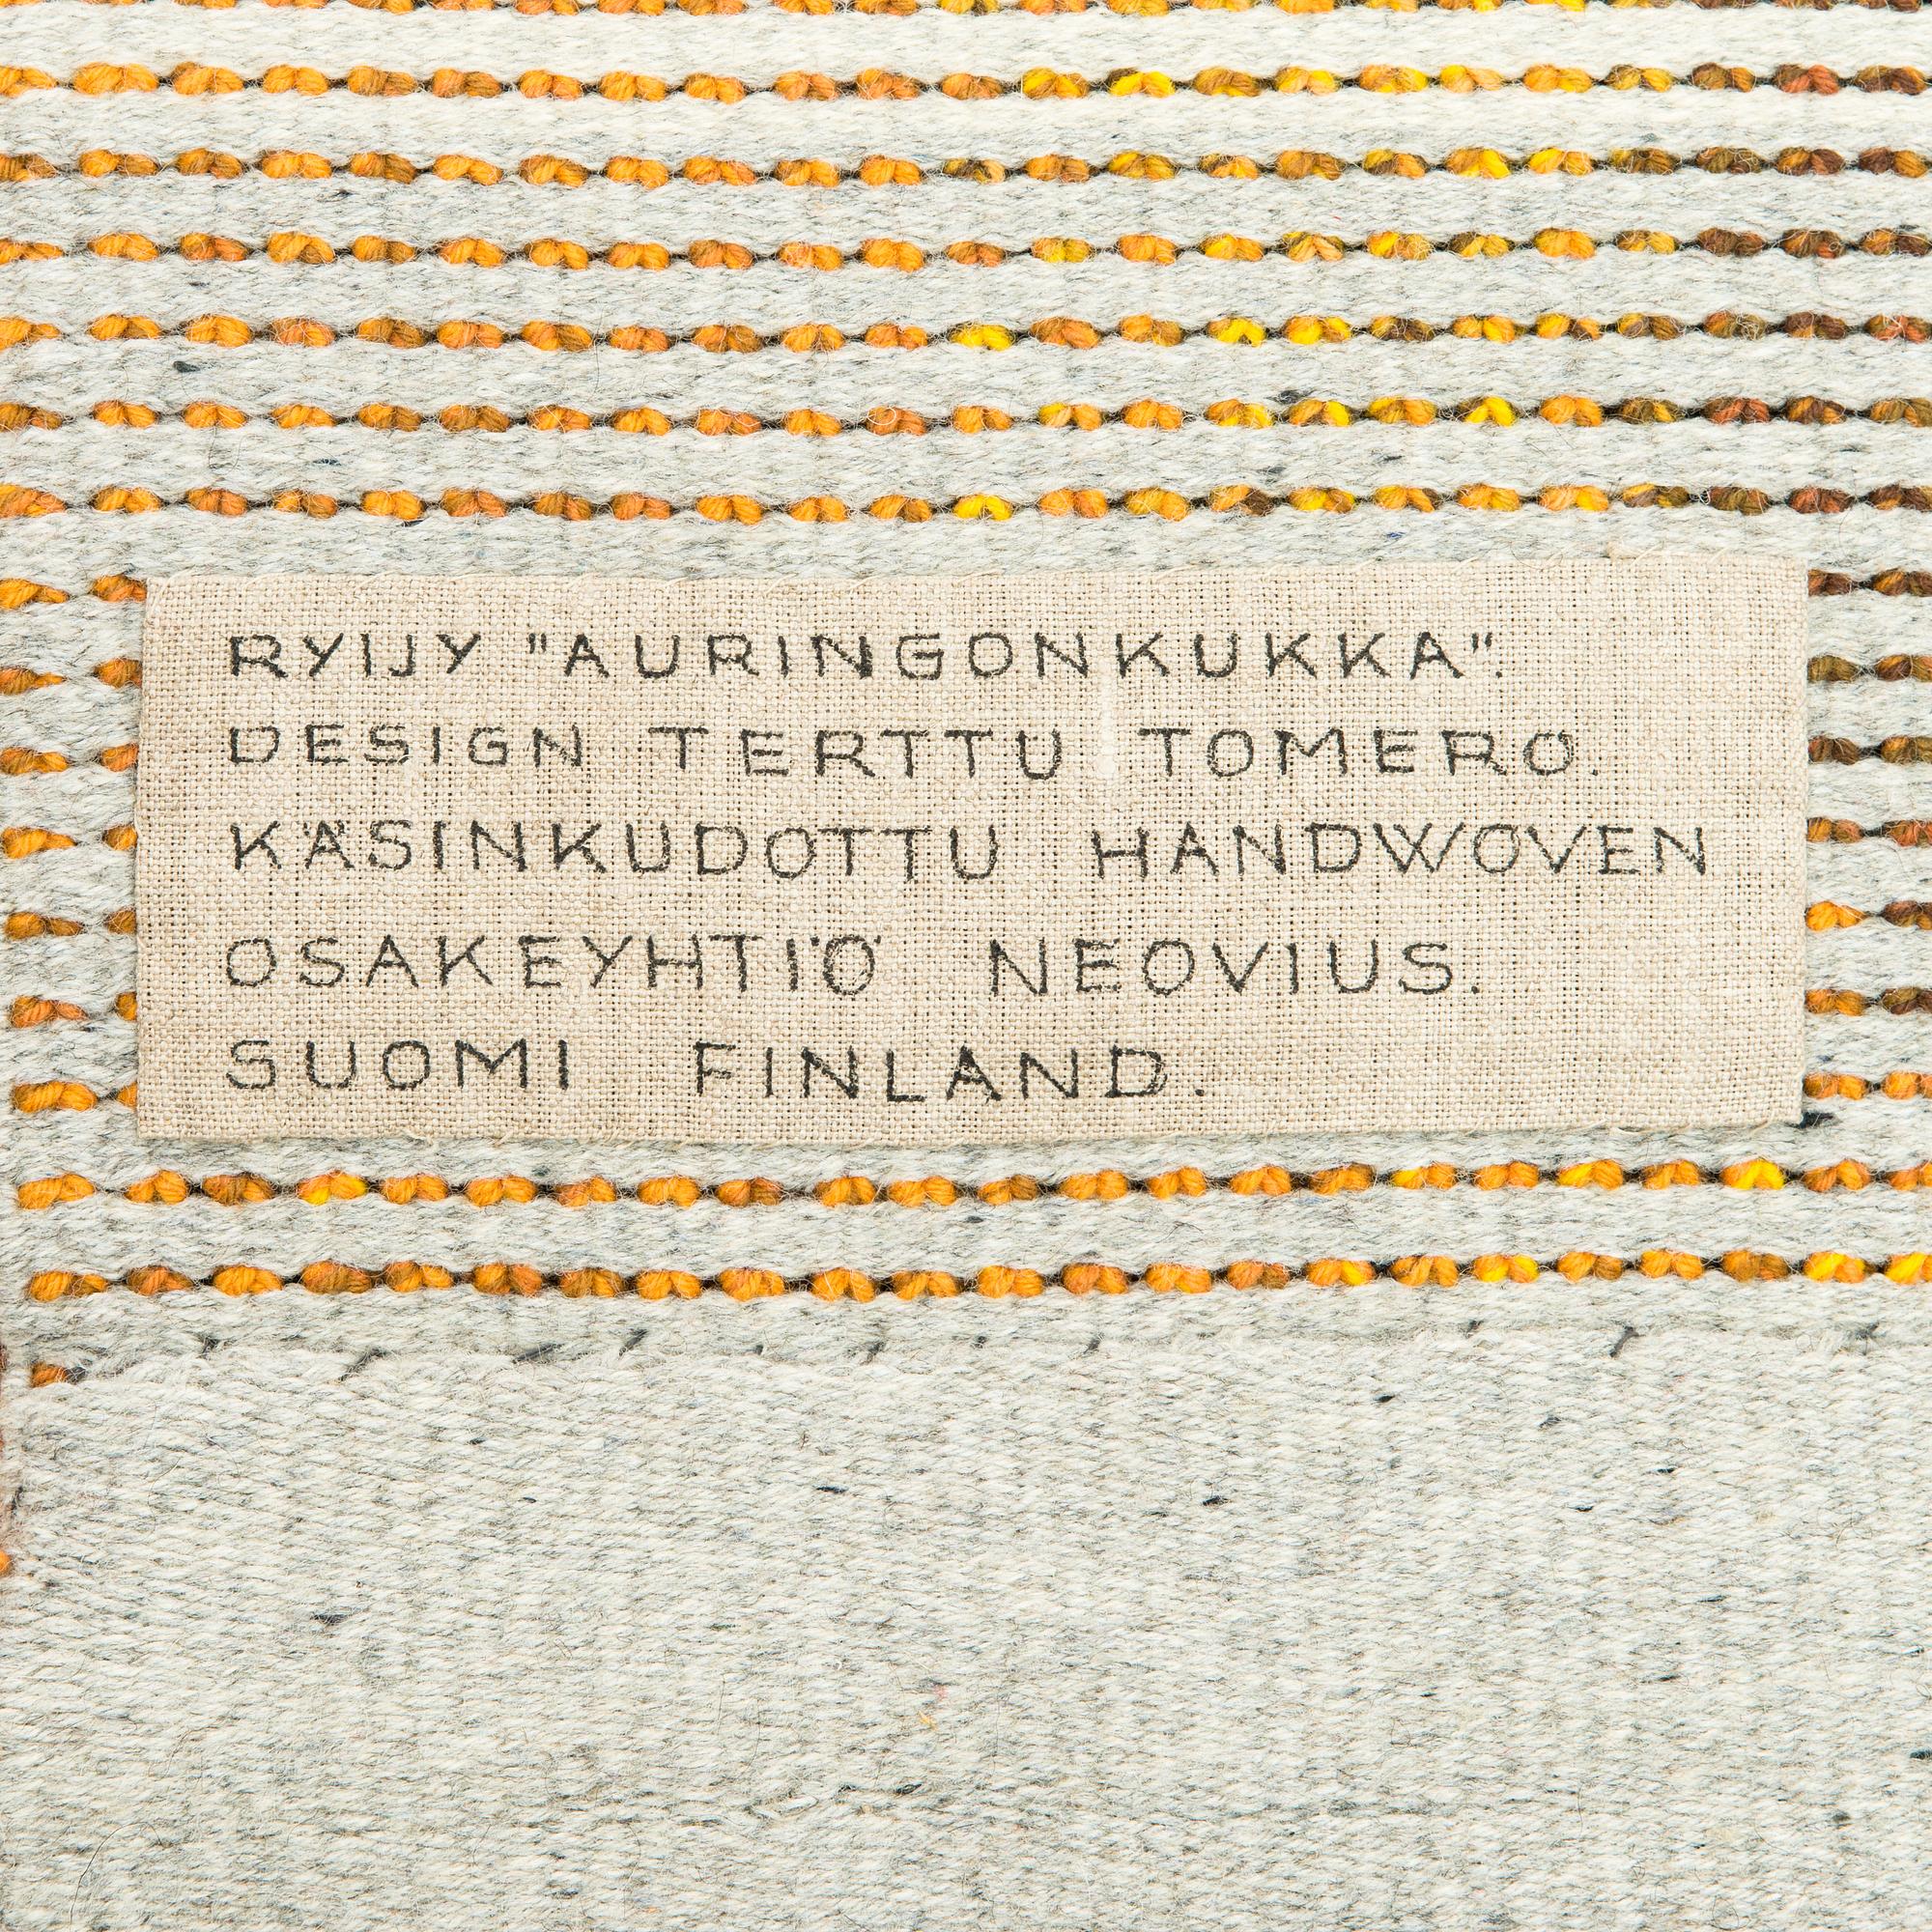 RYIJY "AURINGONKUKKA".
DESIGN TERTTU TOMERO.
KÄSINKUDOTTU HANDWOVEN
OSAKEYHTIÖ NEOVIUS.
SUOMI FINLAND.